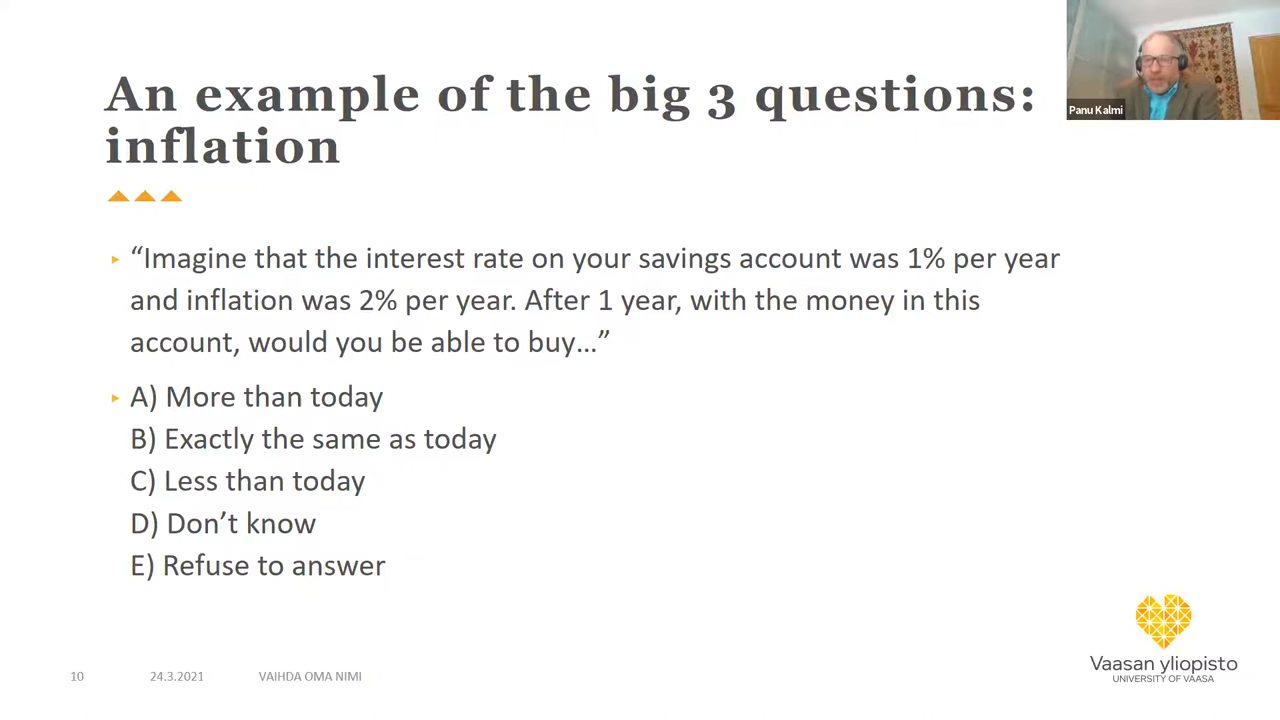 An example of the big 3 questions:
inflation
Panu Kalmi
“Imagine that the interest rate on your savings account was 1% per year
and inflation was 2% per year. After 1 year, with the money in this
account, would you be able to buy…”
A) More than today
B) Exactly the same as today
C) Less than today
D) Don’t know
E) Refuse to answer
10 24.3.2021 VAIHDA OMA NIMI
Vaasan yliopisto
UNIVERSITY OF VAASA